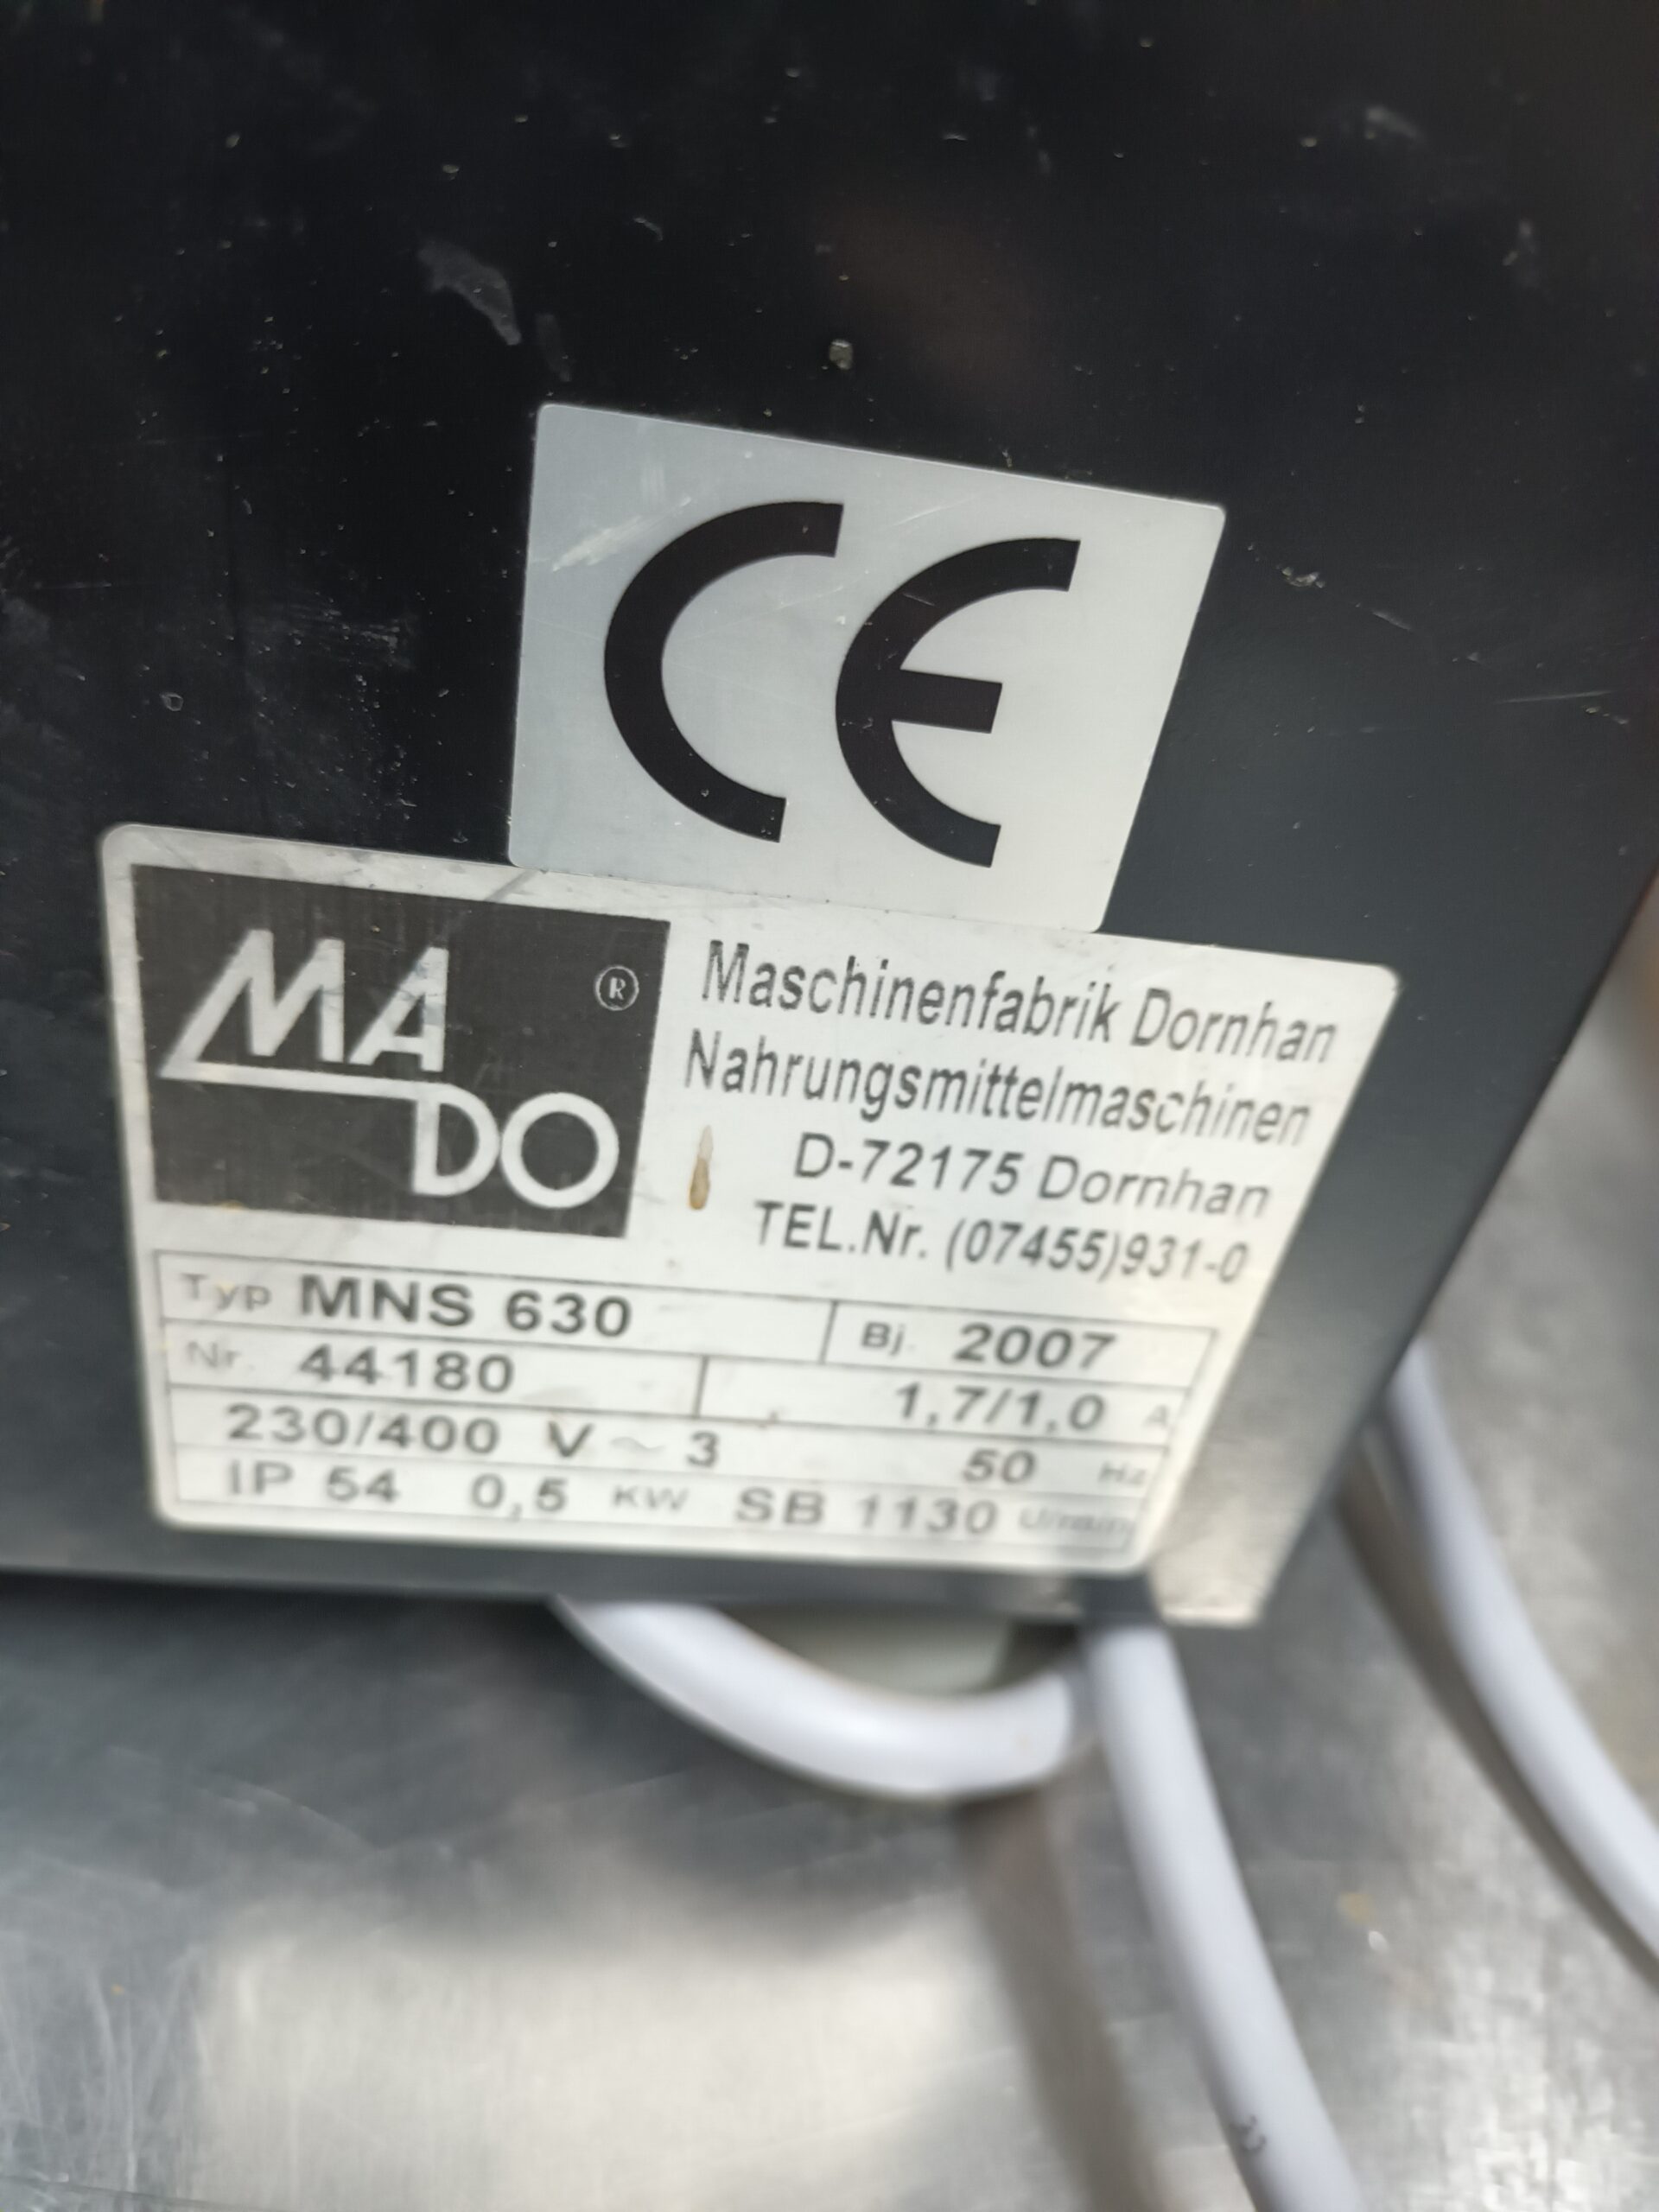 CE
MA
DO
®
Maschinenfabrik Dornhan
Nahrungsmittelmaschinen
D-72175 Dornhan
TEL.Nr. (07455)931-0
Typ MNS 630 Bj. 2007
Nr. 44180 1,7/1,0 A
230/400 V ~ 3 50 Hz
IP 54 0,5 KW SB 1130 U/min